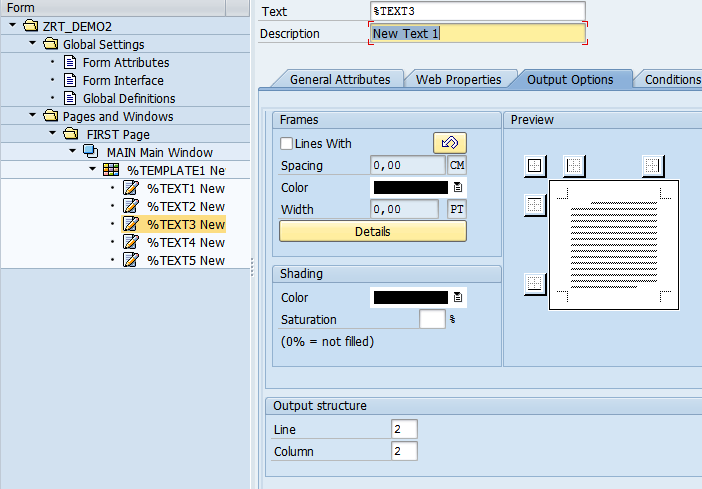 Form
ZRT_DEMO2
Global Settings
Form Attributes
Form Interface
Global Definitions
Pages and Windows
FIRST Page
MAIN Main Window
%TEMPLATE1 Ne
%TEXT1 New
%TEXT2 New
%TEXT3 New
%TEXT4 New
%TEXT5 New
Text %TEXT3
Description New Text 1
General Attributes Web Properties Output Options Conditions
Frames
Lines With
Spacing 0,00 CM
Color
Width 0,00 PT
Details
Shading
Color
Saturation %
(0% = not filled)
Preview
Output structure
Line 2
Column 2